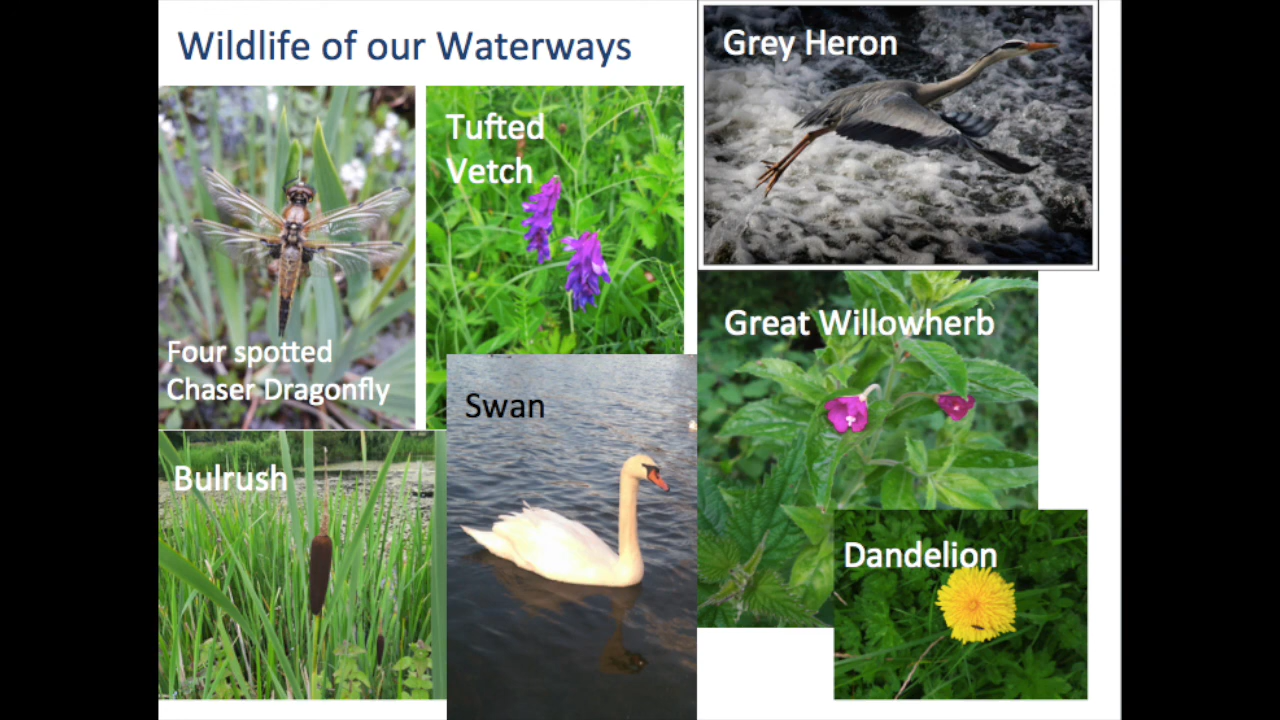 Wildlife of our Waterways
Grey Heron
Tufted
Vetch
Great Willowherb
Four spotted
Chaser Dragonfly
Swan
Bulrush
Dandelion